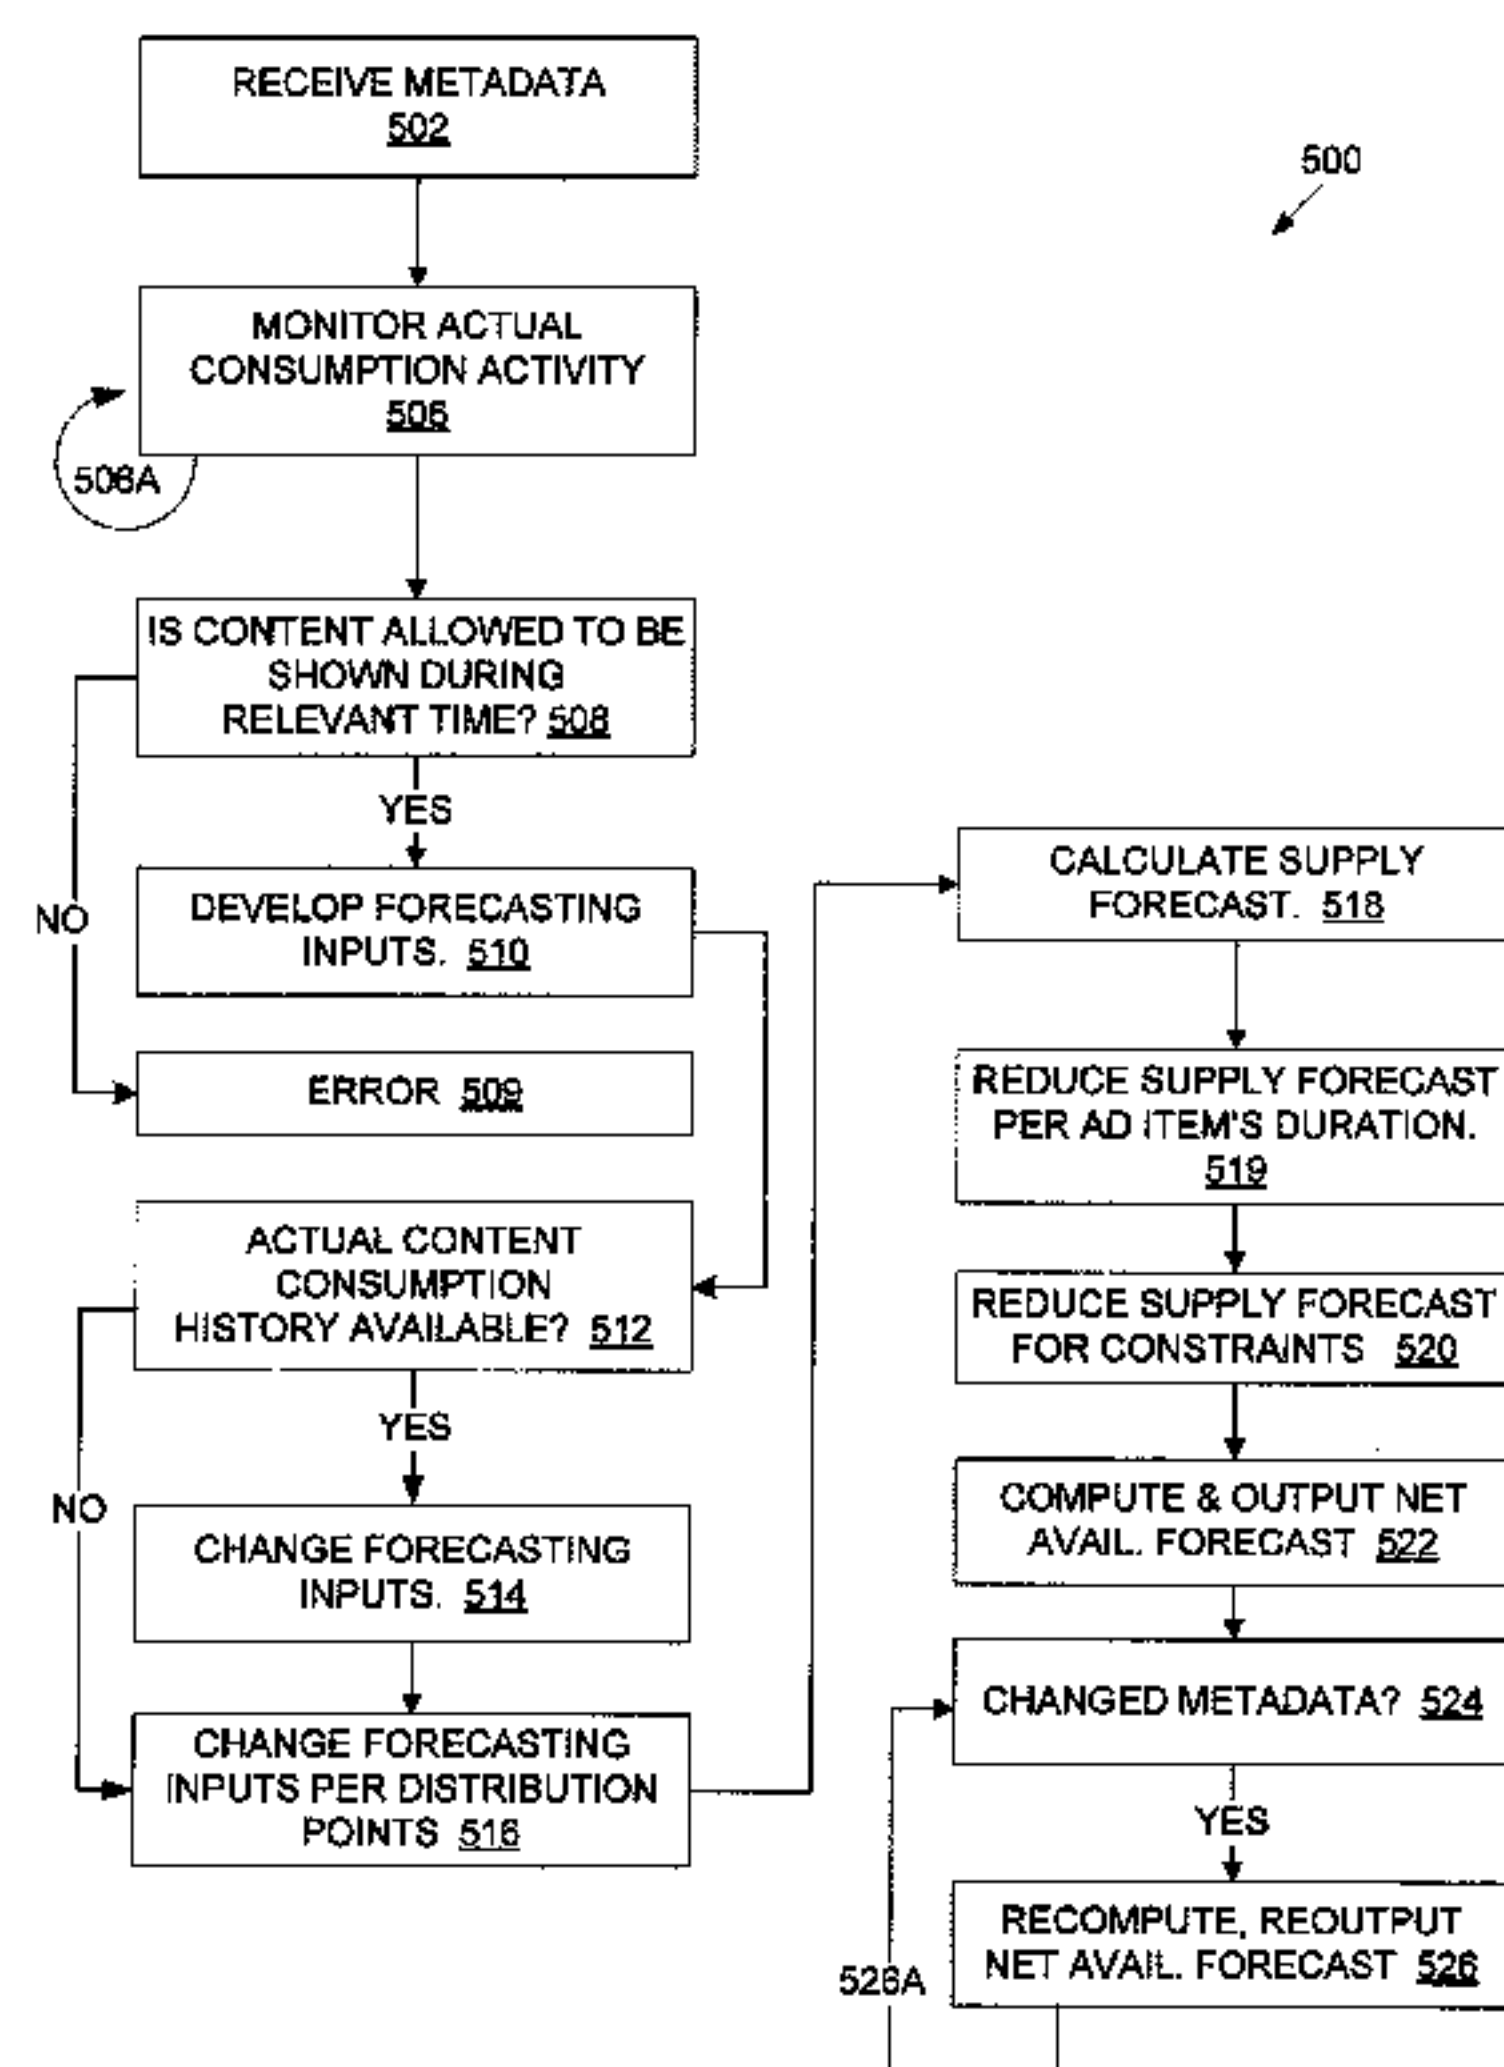 RECEIVE METADATA
502
500
MONITOR ACTUAL
CONSUMPTION ACTIVITY
506
506A
IS CONTENT ALLOWED TO BE
SHOWN DURING
RELEVANT TIME? 508
YES
NO
DEVELOP FORECASTING
INPUTS. 510
ERROR 509
ACTUAL CONTENT
CONSUMPTION
HISTORY AVAILABLE? 512
YES
NO
CHANGE FORECASTING
INPUTS. 514
CHANGE FORECASTING
INPUTS PER DISTRIBUTION
POINTS 516
CALCULATE SUPPLY
FORECAST. 518
REDUCE SUPPLY FORECAST
PER AD ITEM'S DURATION.
519
REDUCE SUPPLY FORECAST
FOR CONSTRAINTS 520
COMPUTE & OUTPUT NET
AVAIL. FORECAST 522
CHANGED METADATA? 524
YES
RECOMPUTE, REOUTPUT
NET AVAIL. FORECAST 526
526A